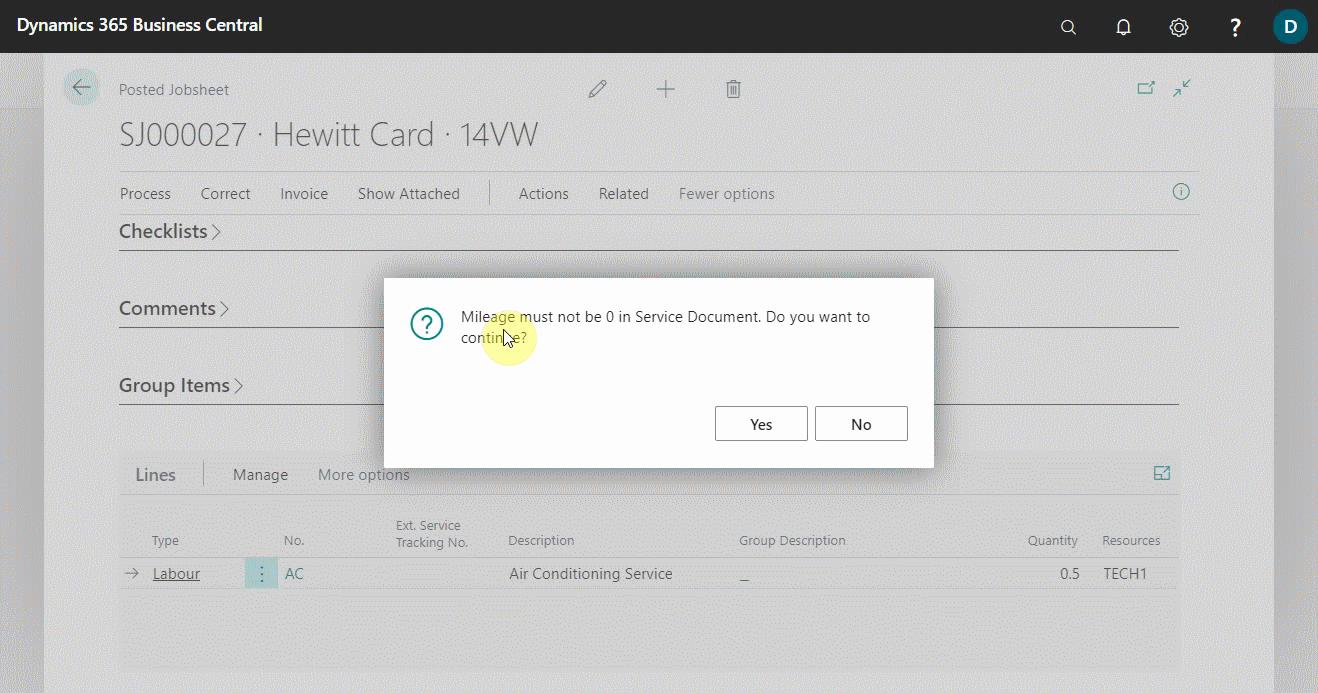 Dynamics 365 Business Central
?
D
Posted Jobsheet
SJ000027 · Hewitt Card · 14VW
Process Correct Invoice Show Attached Actions Related Fewer options
Checklists
Comments
Group Items
? Mileage must not be 0 in Service Document. Do you want to
continue?
Yes No
Lines Manage More options
Type No. Ext. Service Tracking No. Description Group Description Quantity Resources
Labour AC Air Conditioning Service _ 0.5 TECH1